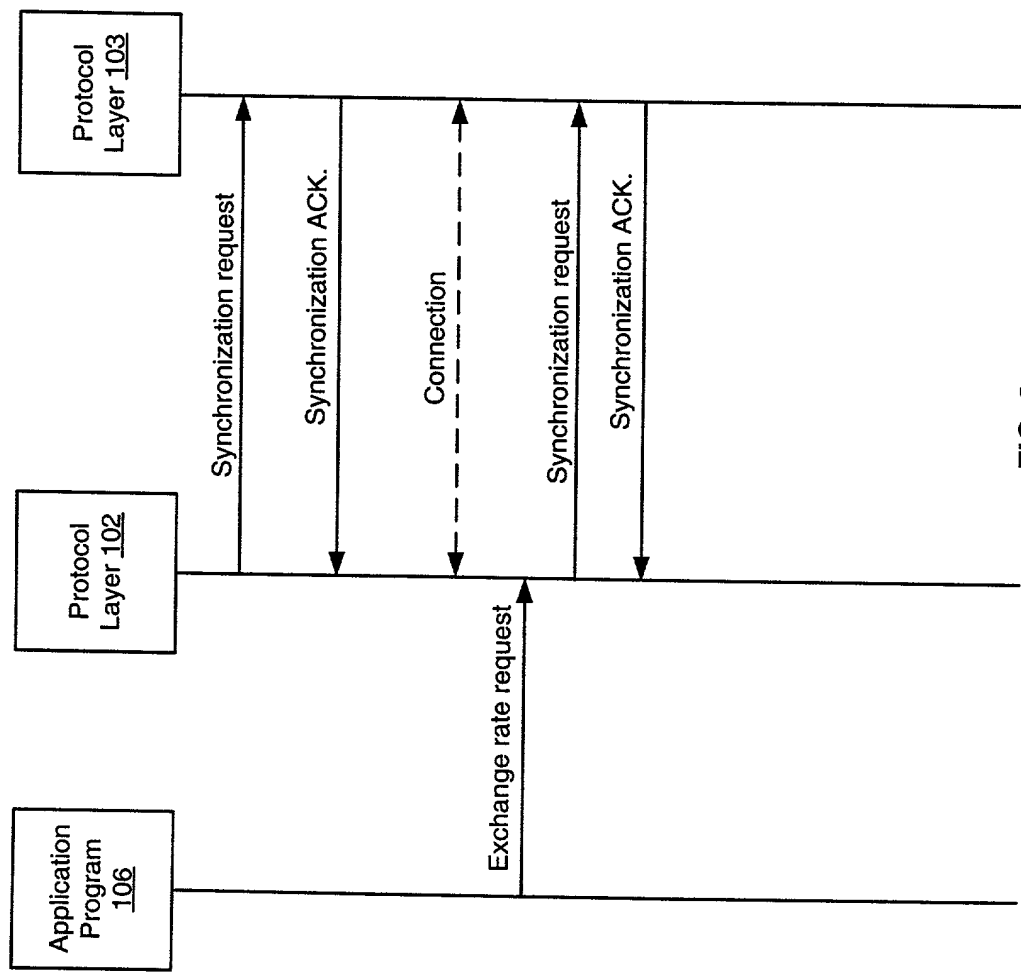 Application
Program
106
Protocol
Layer 102
Protocol
Layer 103
Synchronization request
Synchronization ACK.
Connection
Exchange rate request
Synchronization request
Synchronization ACK.